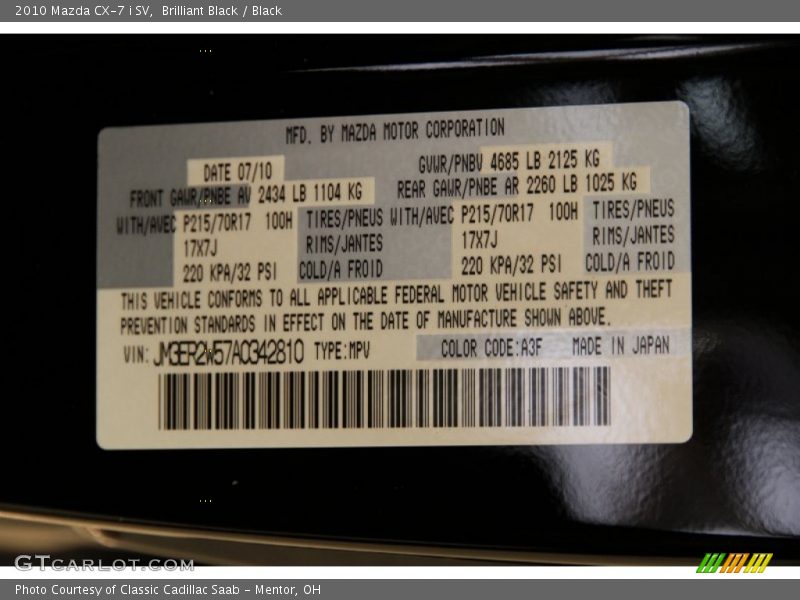 2010 Mazda CX-7 i SV, Brilliant Black / Black
MFD. BY MAZDA MOTOR CORPORATION
DATE 07/10 GVWR/PNBV 4685 LB 2125 KG
FRONT GAWR/PNBE AV 2434 LB 1104 KG REAR GAWR/PNBE AR 2260 LB 1025 KG
WITH/AVEC P215/70R17 100H TIRES/PNEUS WITH/AVEC P215/70R17 100H TIRES/PNEUS
17X7J RIMS/JANTES 17X7J RIMS/JANTES
220 KPA/32 PSI COLD/A FROID 220 KPA/32 PSI COLD/A FROID
THIS VEHICLE CONFORMS TO ALL APPLICABLE FEDERAL MOTOR VEHICLE SAFETY AND THEFT
PREVENTION STANDARDS IN EFFECT ON THE DATE OF MANUFACTURE SHOWN ABOVE.
VIN: JM3ER2W57A0342810 TYPE:MPV COLOR CODE:A3F MADE IN JAPAN
GTCARLOT.COM
Photo Courtesy of Classic Cadillac Saab - Mentor, OH